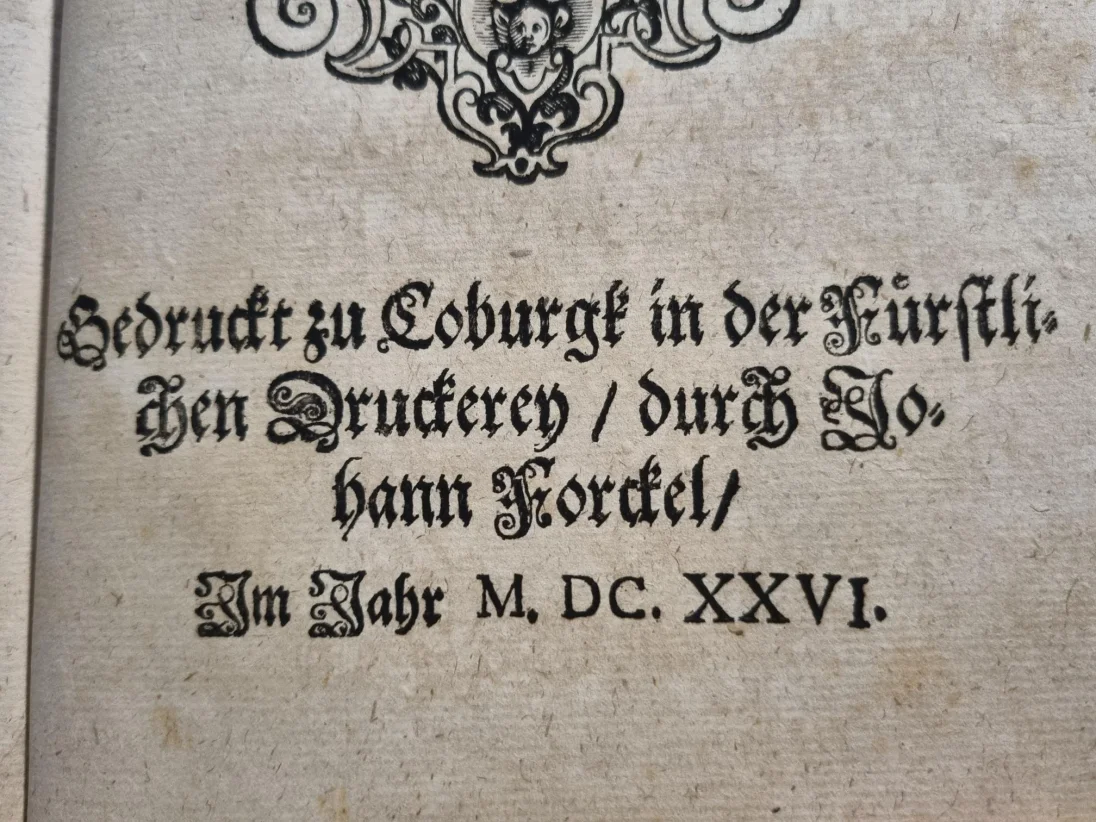 Gedruckt zu Coburgk in der Fürſtli⸗
chen Druckerey / durch Jo⸗
hann Forckel/
Im Jahr M. DC. XXVI.